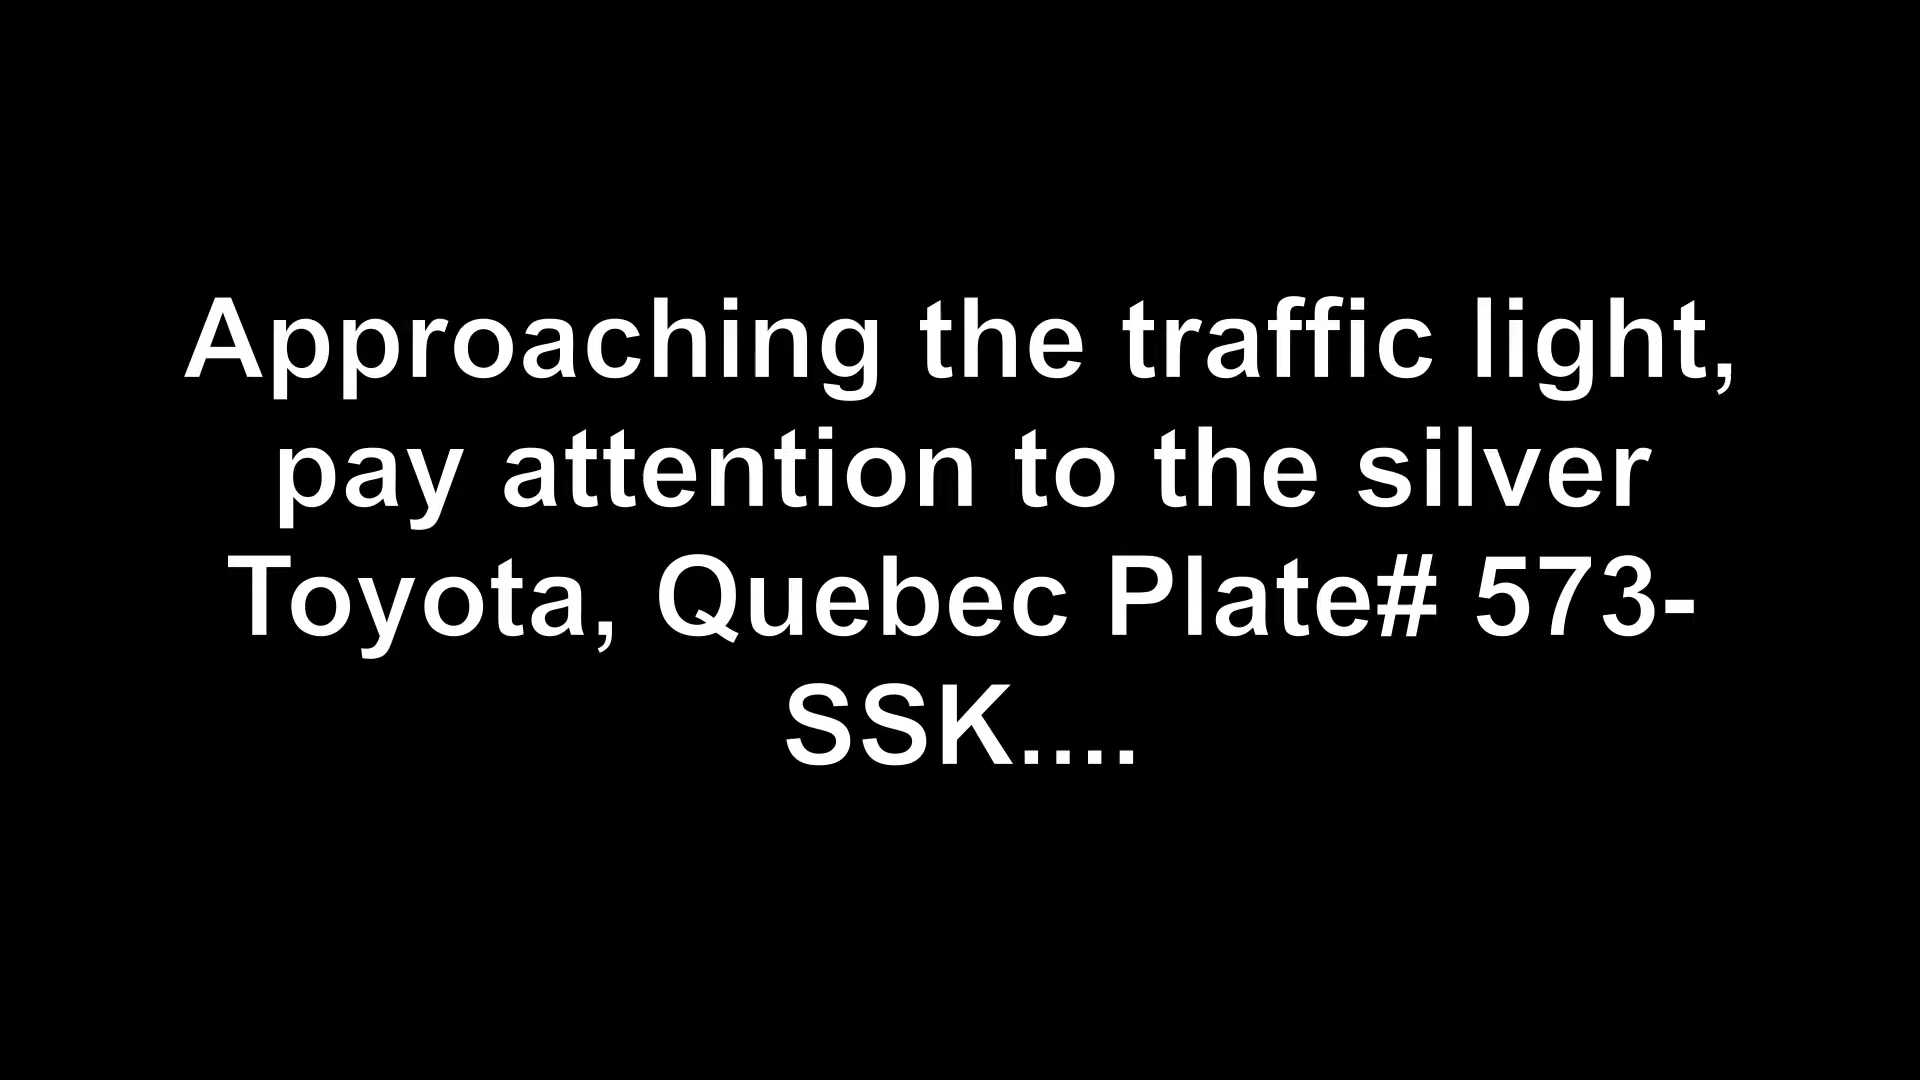 Approaching the traffic light,
pay attention to the silver
Toyota, Quebec Plate# 573-
SSK....